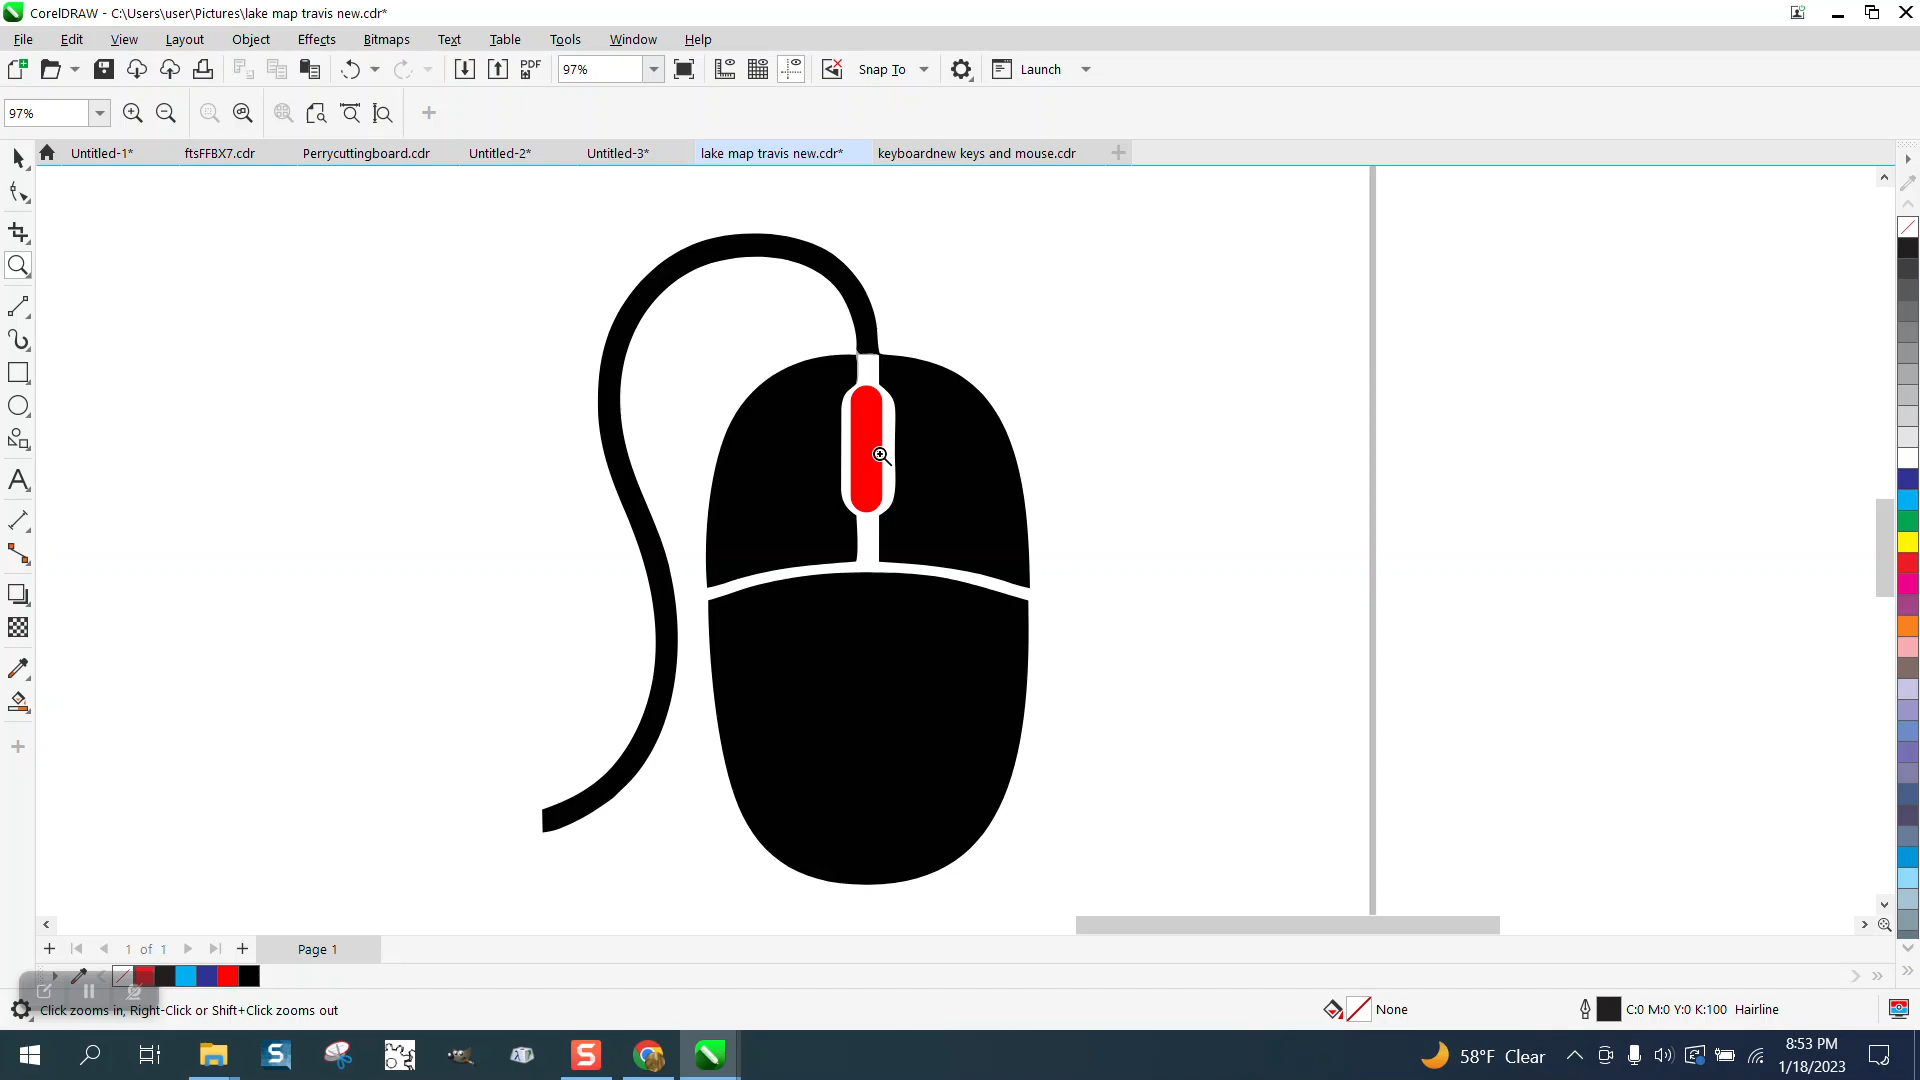 CorelDRAW - C:\Users\user\Pictures\lake map travis new.cdr*
File Edit View Layout Object Effects Bitmaps Text Table Tools Window Help
PDF 97% Snap To Launch
97%
Untitled-1* ftsFFBX7.cdr Perrycuttingboard.cdr Untitled-2* Untitled-3* lake map travis new.cdr* keyboardnew keys and mouse.cdr
1 of 1 Page 1
Click zooms in, Right-Click or Shift+Click zooms out None C:0 M:0 Y:0 K:100 Hairline
58°F Clear 8:53 PM
1/18/2023